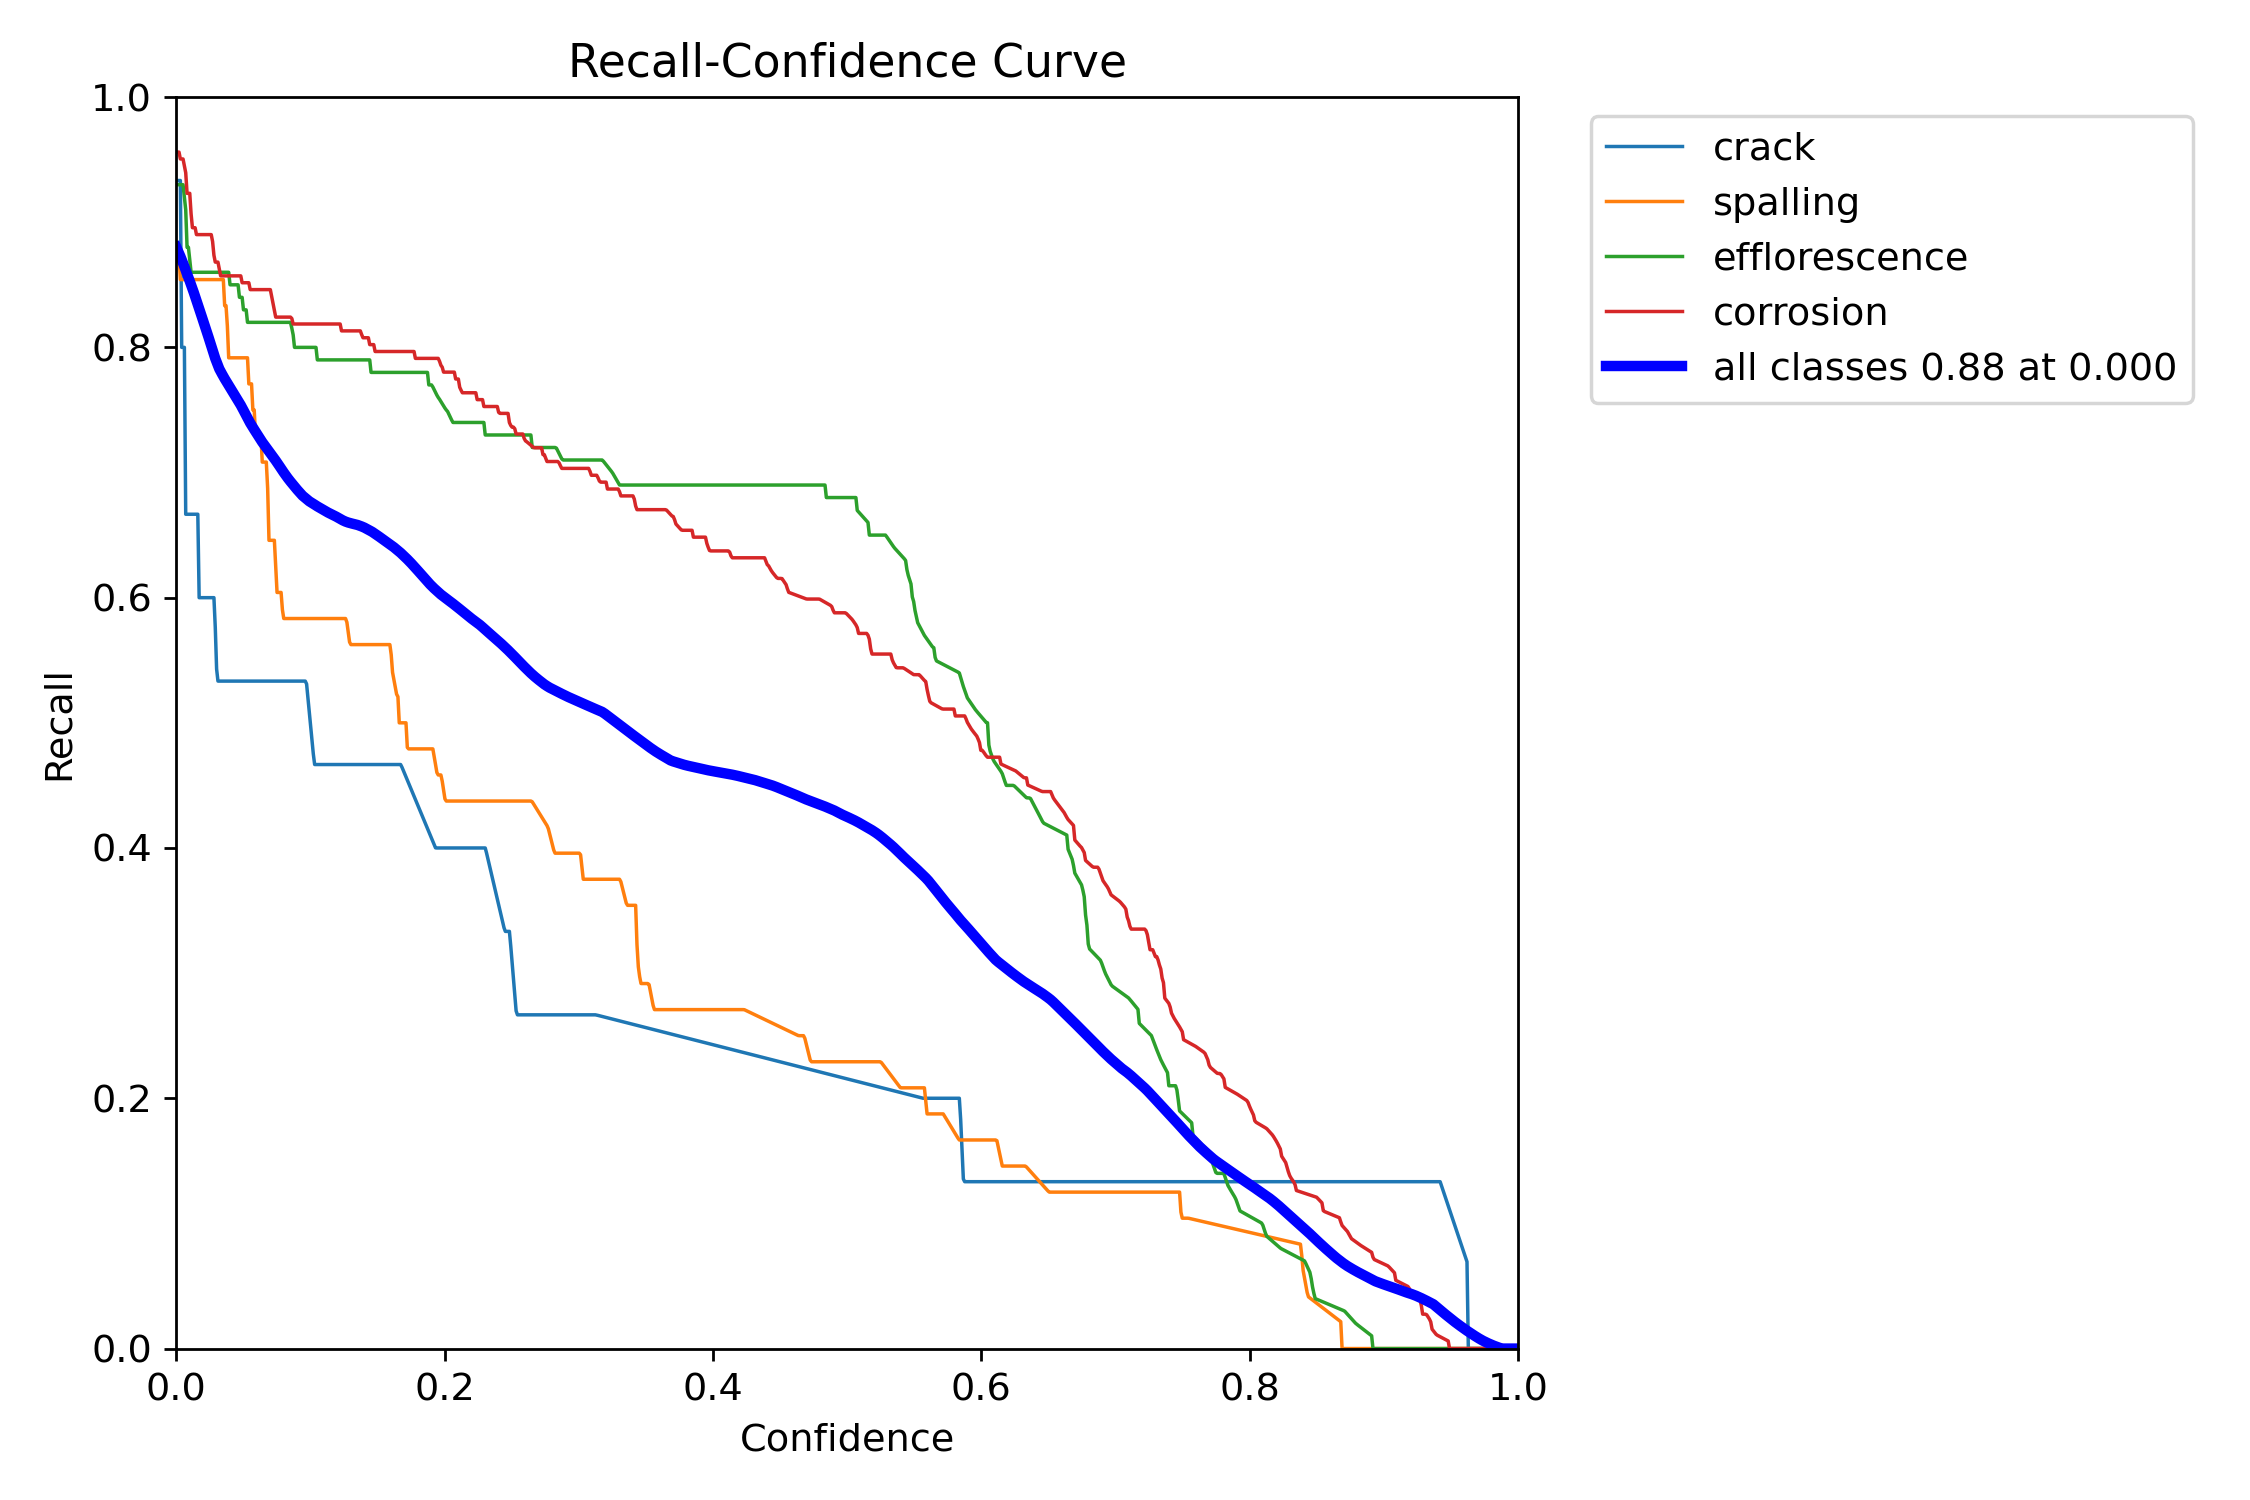 Recall-Confidence Curve
1.0
0.8
0.6
0.4
0.2
0.0
Recall
0.0 0.2 0.4 0.6 0.8 1.0
Confidence
crack
spalling
efflorescence
corrosion
all classes 0.88 at 0.000